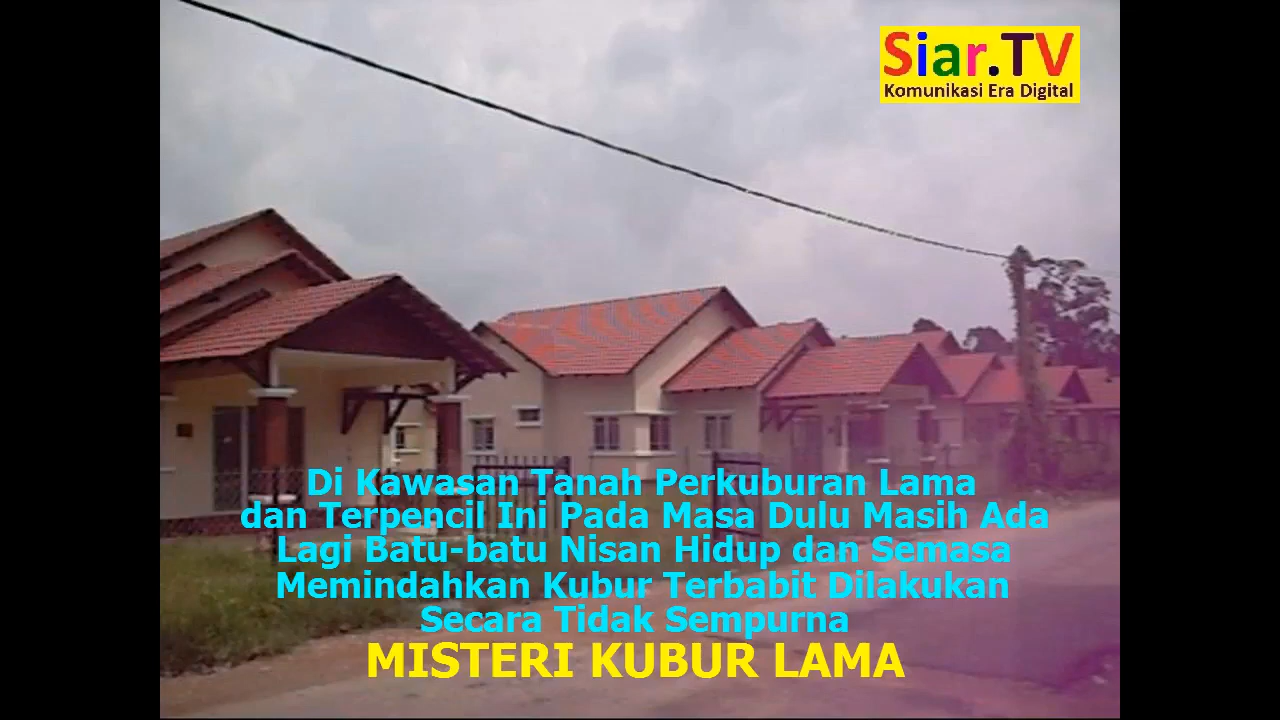 Siar.TV
Komunikasi Era Digital
Di Kawasan Tanah Perkuburan Lama
dan Terpencil Ini Pada Masa Dulu Masih Ada
Lagi Batu-batu Nisan Hidup dan Semasa
Memindahkan Kubur Terbabit Dilakukan
Secara Tidak Sempurna
MISTERI KUBUR LAMA